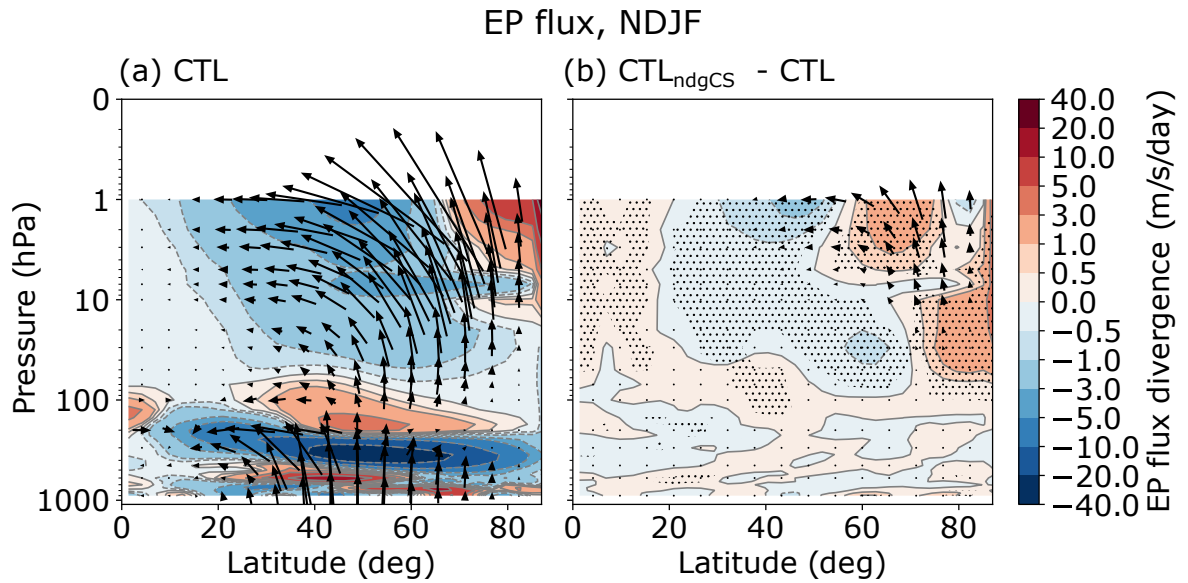 EP flux, NDJF
(a) CTL
(b) CTL_ndgCS - CTL
Pressure (hPa)
0
1
10
100
1000
0 20 40 60 80
Latitude (deg)
0 20 40 60 80
Latitude (deg)
40.0
20.0
10.0
5.0
3.0
1.0
0.5
0.0
−0.5
−1.0
−3.0
−5.0
−10.0
−20.0
−40.0
EP flux divergence (m/s/day)